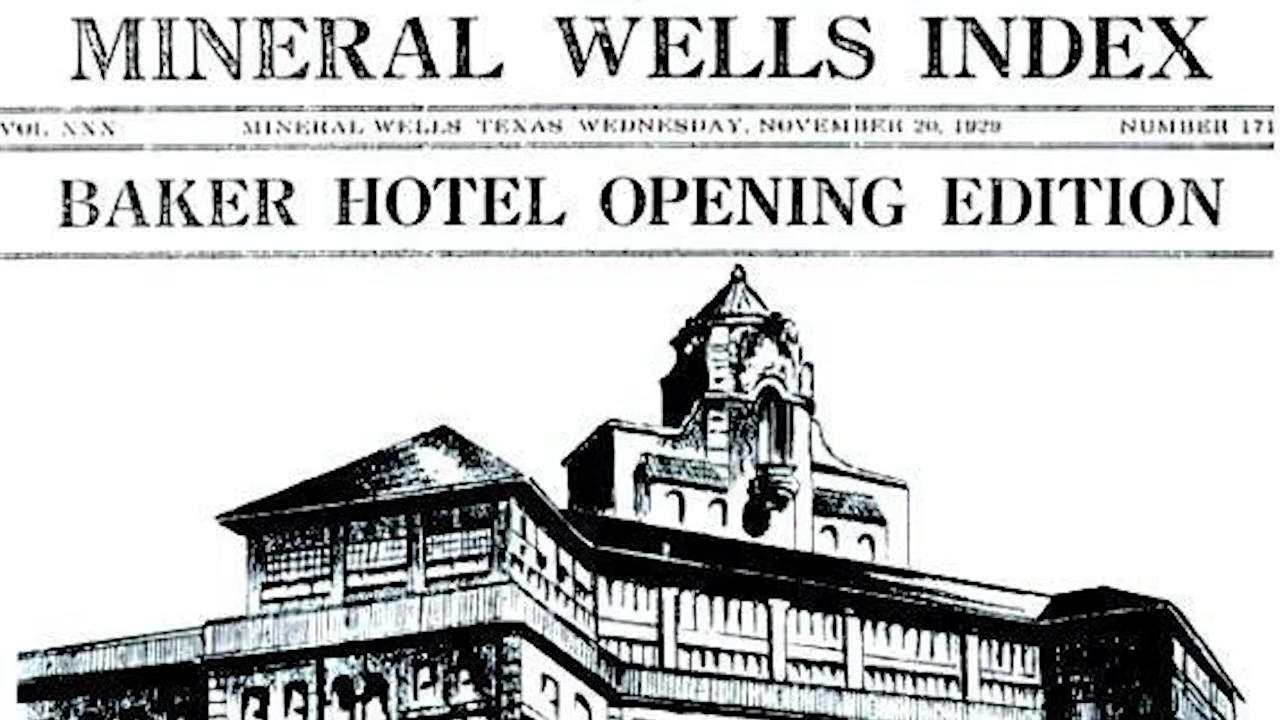 MINERAL WELLS INDEX
VOL. XXX MINERAL WELLS TEXAS WEDNESDAY, NOVEMBER 20, 1929 NUMBER 171
BAKER HOTEL OPENING EDITION